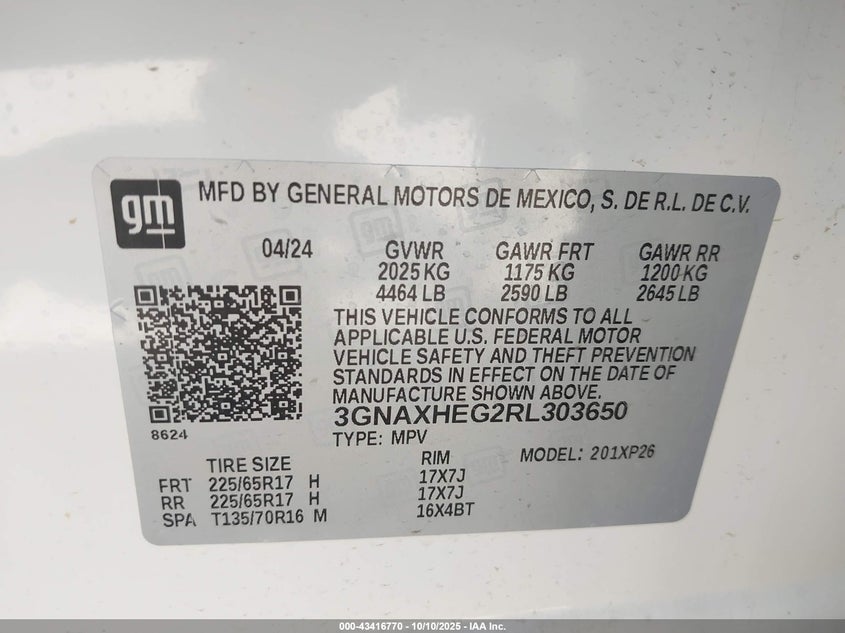 gm
MFD BY GENERAL MOTORS DE MEXICO, S. DE R.L. DE C.V.
04/24 GVWR GAWR FRT GAWR RR
2025 KG 1175 KG 1200 KG
4464 LB 2590 LB 2645 LB
THIS VEHICLE CONFORMS TO ALL
APPLICABLE U.S. FEDERAL MOTOR
VEHICLE SAFETY AND THEFT PREVENTION
STANDARDS IN EFFECT ON THE DATE OF
MANUFACTURE SHOWN ABOVE.
3GNAXHEG2RL303650
8624
TYPE: MPV MODEL: 201XP26
TIRE SIZE RIM
FRT 225/65R17 H 17X7J
RR 225/65R17 H 17X7J
SPA T135/70R16 M 16X4BT
000-43416770 - 10/10/2025 - IAA Inc.